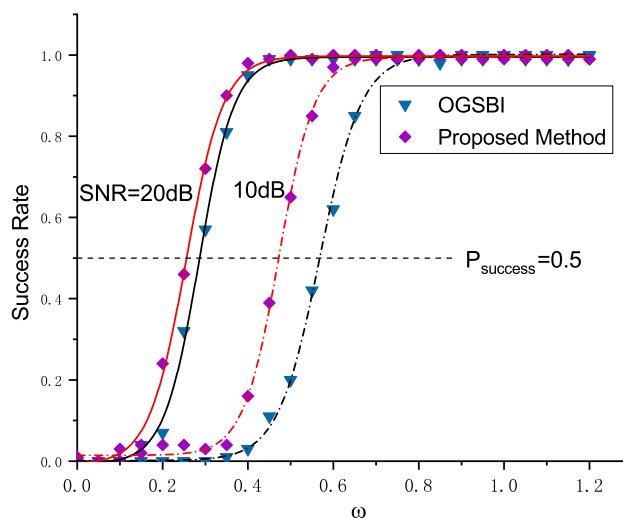 1.0
0.8
0.6
0.4
0.2
0.0
Success Rate
OGSBI
Proposed Method
SNR=20dB
10dB
P_success=0.5
0.0 0.2 0.4 0.6 0.8 1.0 1.2
ω